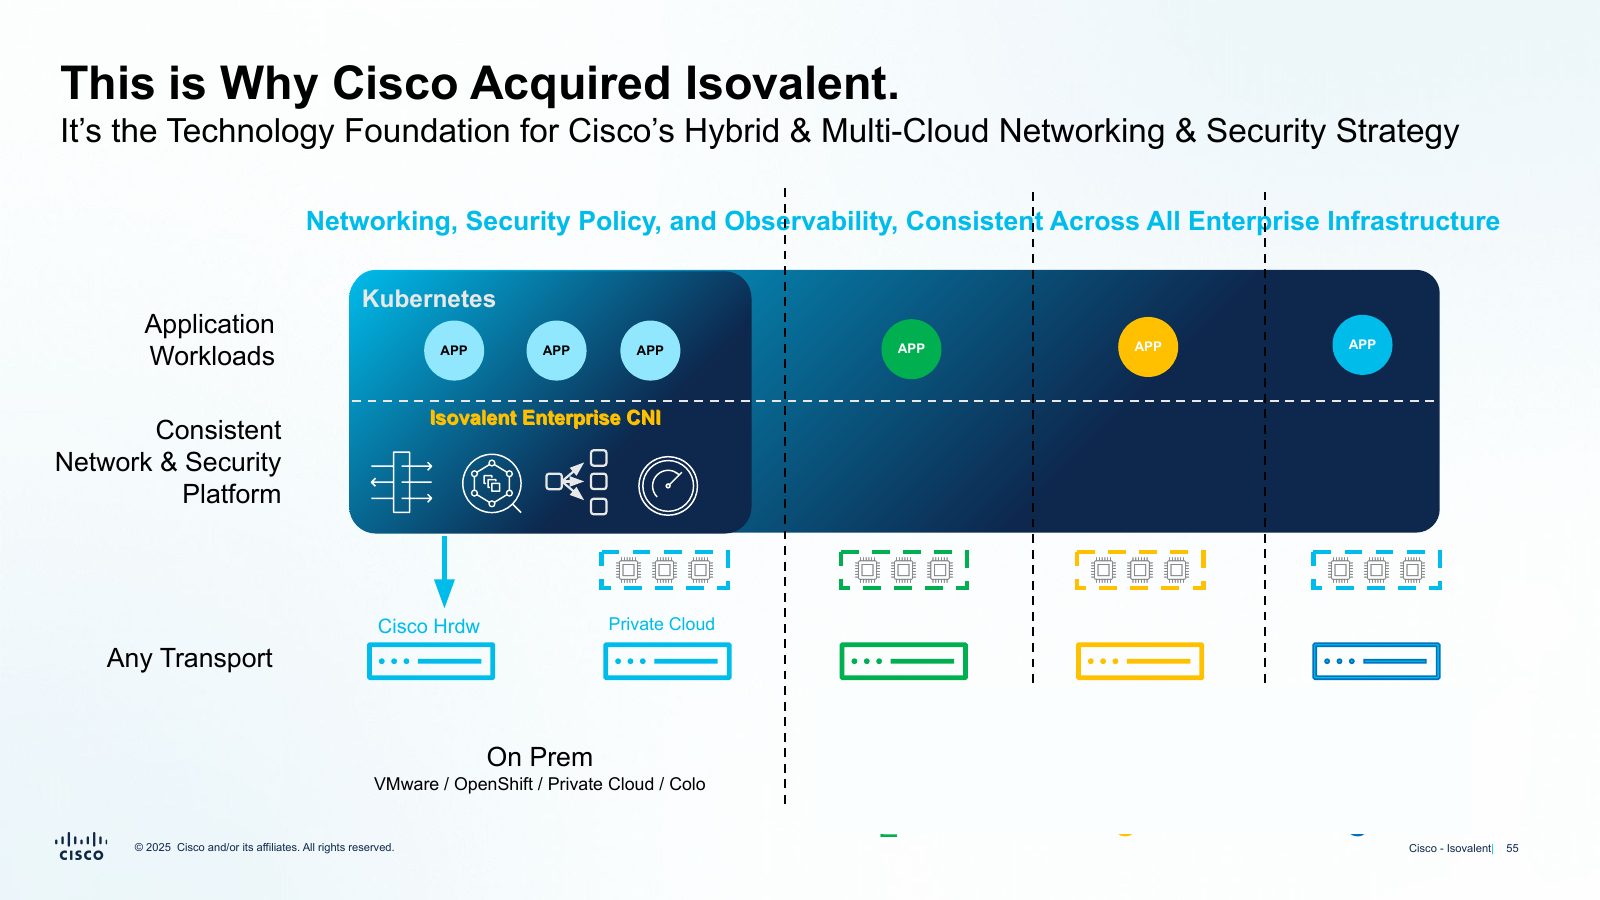 This is Why Cisco Acquired Isovalent.
It’s the Technology Foundation for Cisco’s Hybrid & Multi-Cloud Networking & Security Strategy
Networking, Security Policy, and Observability, Consistent Across All Enterprise Infrastructure
Kubernetes
Application
Workloads
APP
APP
APP
APP
APP
APP
Isovalent Enterprise CNI
Consistent
Network & Security
Platform
Cisco Hrdw
Private Cloud
Any Transport
On Prem
VMware / OpenShift / Private Cloud / Colo
CISCO
© 2025 Cisco and/or its affiliates. All rights reserved.
Cisco - Isovalent| 55